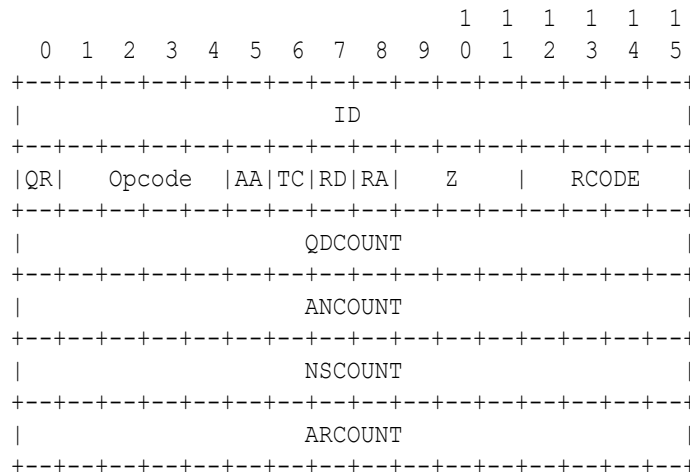 1  1  1  1  1  1
  0  1  2  3  4  5  6  7  8  9  0  1  2  3  4  5
+--+--+--+--+--+--+--+--+--+--+--+--+--+--+--+--+
|                      ID                       |
+--+--+--+--+--+--+--+--+--+--+--+--+--+--+--+--+
|QR|   Opcode  |AA|TC|RD|RA|   Z    |   RCODE   |
+--+--+--+--+--+--+--+--+--+--+--+--+--+--+--+--+
|                    QDCOUNT                    |
+--+--+--+--+--+--+--+--+--+--+--+--+--+--+--+--+
|                    ANCOUNT                    |
+--+--+--+--+--+--+--+--+--+--+--+--+--+--+--+--+
|                    NSCOUNT                    |
+--+--+--+--+--+--+--+--+--+--+--+--+--+--+--+--+
|                    ARCOUNT                    |
+--+--+--+--+--+--+--+--+--+--+--+--+--+--+--+--+